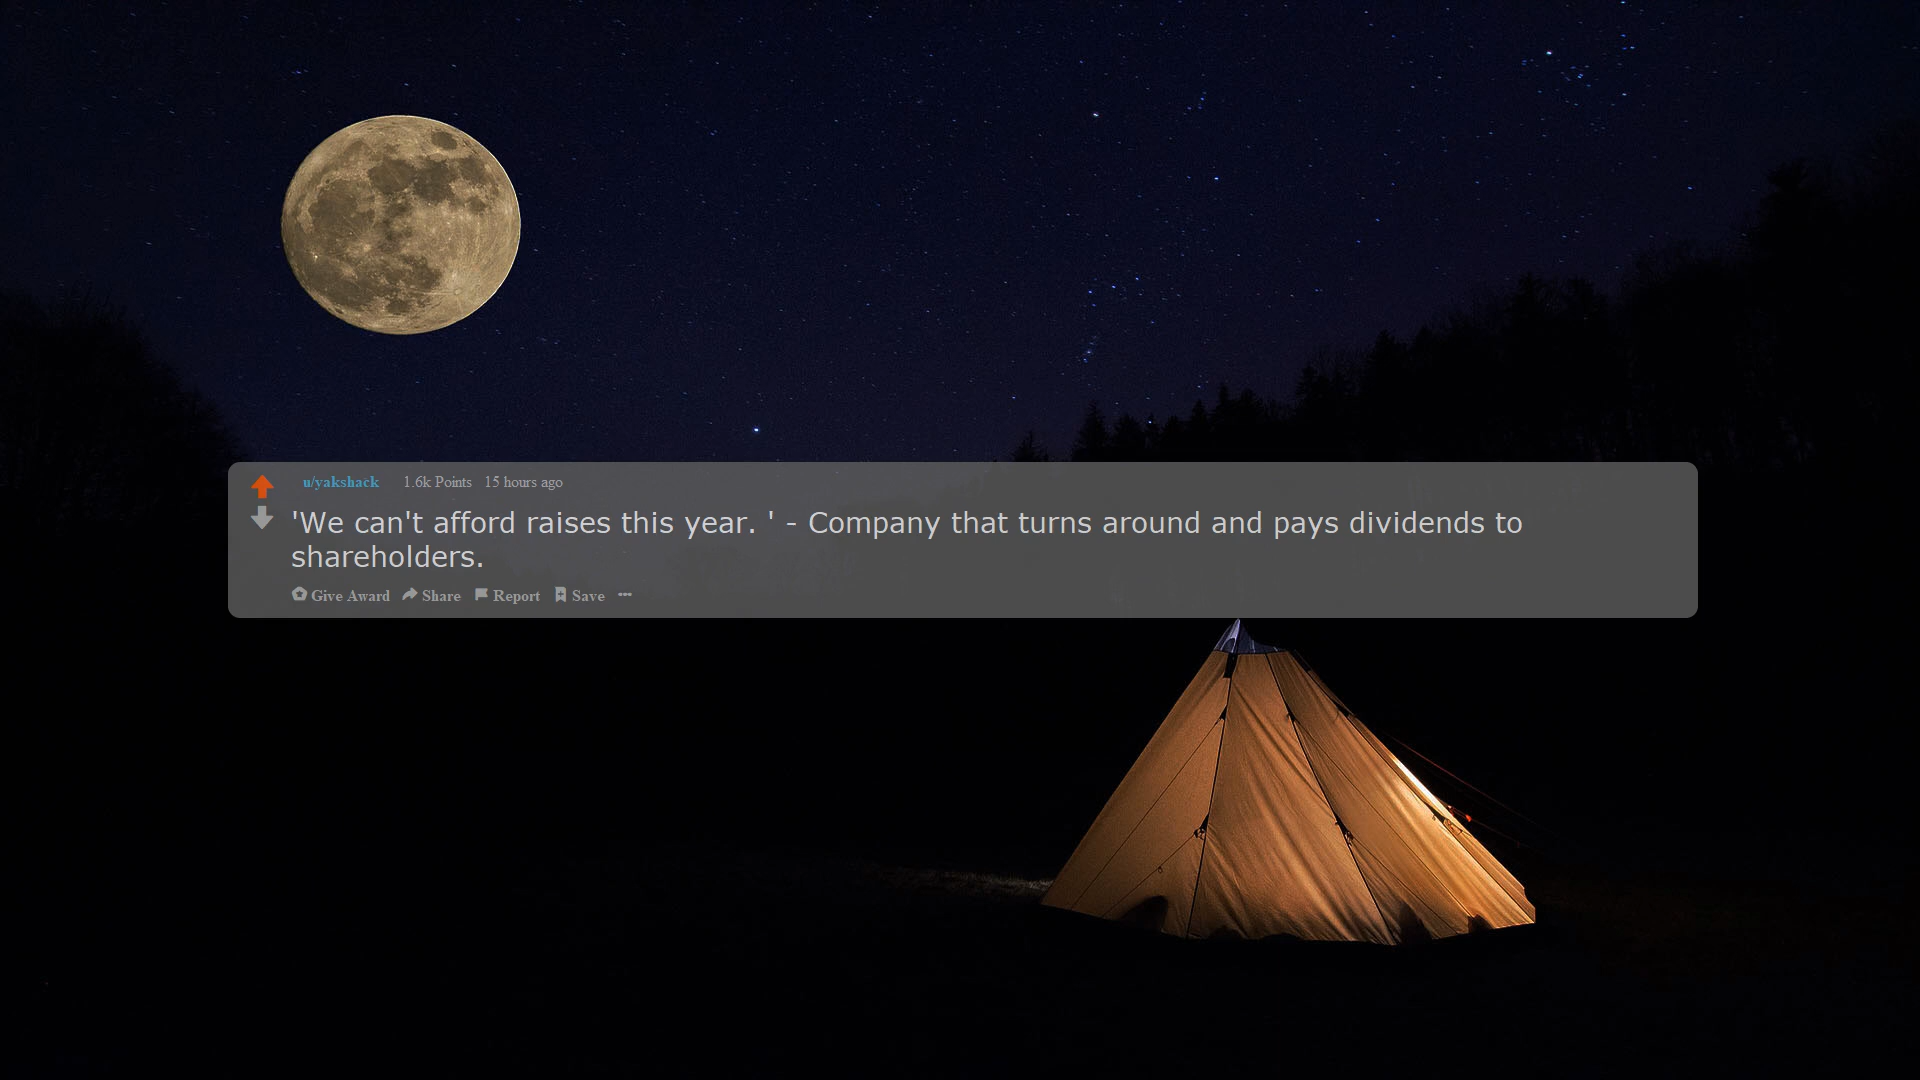 u/yakshack 1.6k Points 15 hours ago
'We can't afford raises this year. ' - Company that turns around and pays dividends to
shareholders.
Give Award Share Report Save